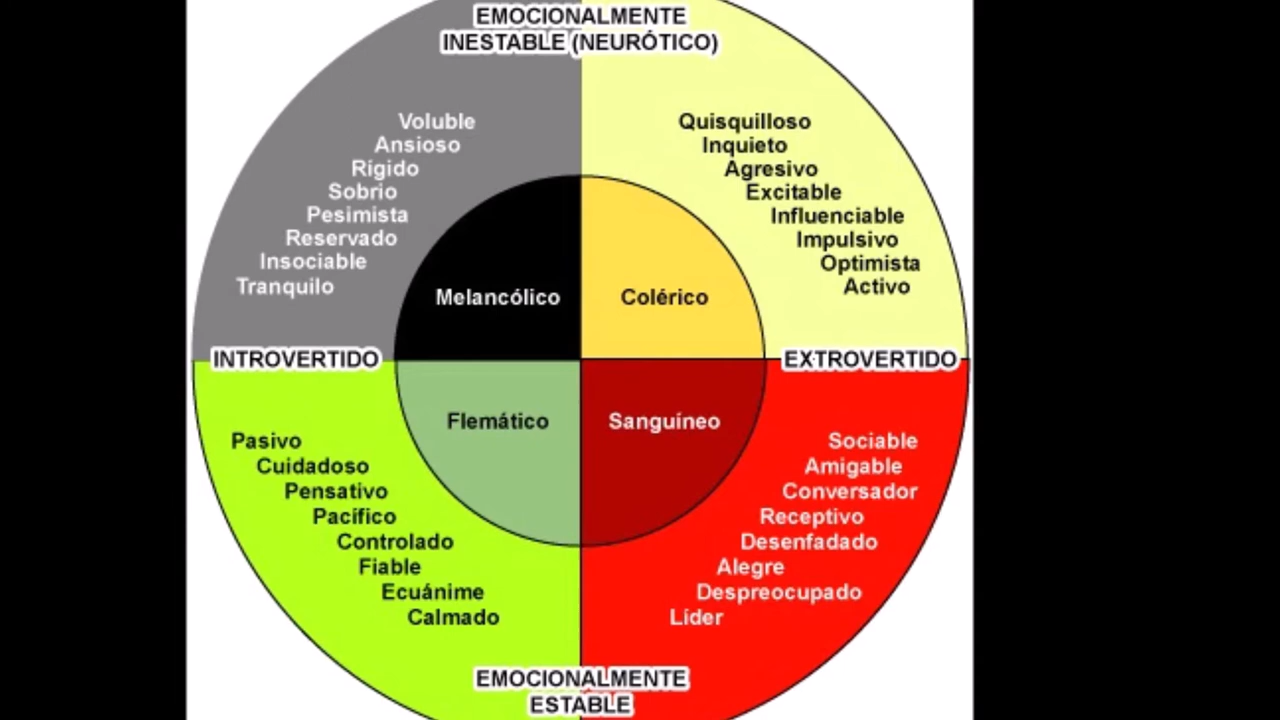 EMOCIONALMENTE
INESTABLE (NEURÓTICO)
Voluble
Ansioso
Rígido
Sobrio
Pesimista
Reservado
Insociable
Tranquilo
Quisquilloso
Inquieto
Agresivo
Excitable
Influenciable
Impulsivo
Optimista
Activo
Melancólico
Colérico
INTROVERTIDO
EXTROVERTIDO
Flemático
Sanguíneo
Pasivo
Cuidadoso
Pensativo
Pacífico
Controlado
Fiable
Ecuánime
Calmado
Sociable
Amigable
Conversador
Receptivo
Desenfadado
Alegre
Despreocupado
Líder
EMOCIONALMENTE
ESTABLE